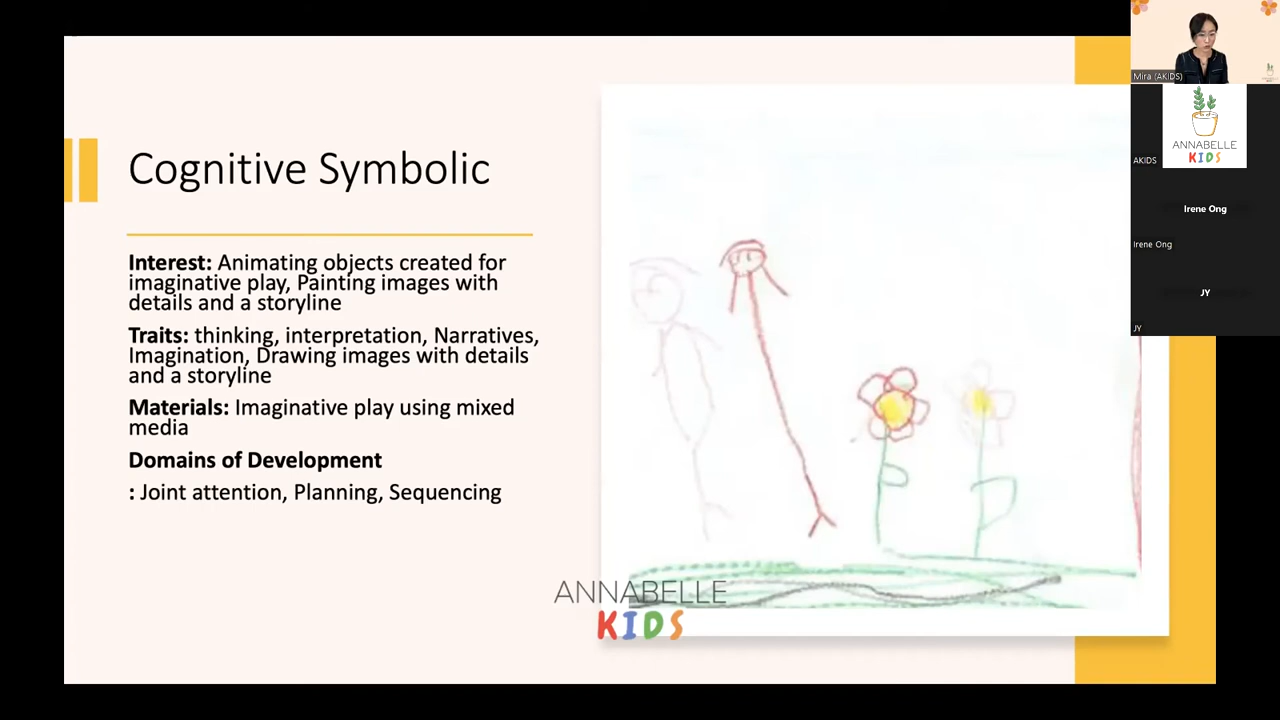 Cognitive Symbolic
Interest: Animating objects created for
imaginative play, Painting images with
details and a storyline
Traits: thinking, interpretation, Narratives,
Imagination, Drawing images with details
and a storyline
Materials: Imaginative play using mixed
media
Domains of Development
: Joint attention, Planning, Sequencing
ANNABELLE
KIDS
Mira (AKIDS)
ANNABELLE
KIDS
AKIDS
Irene Ong
Irene Ong
JY
JY